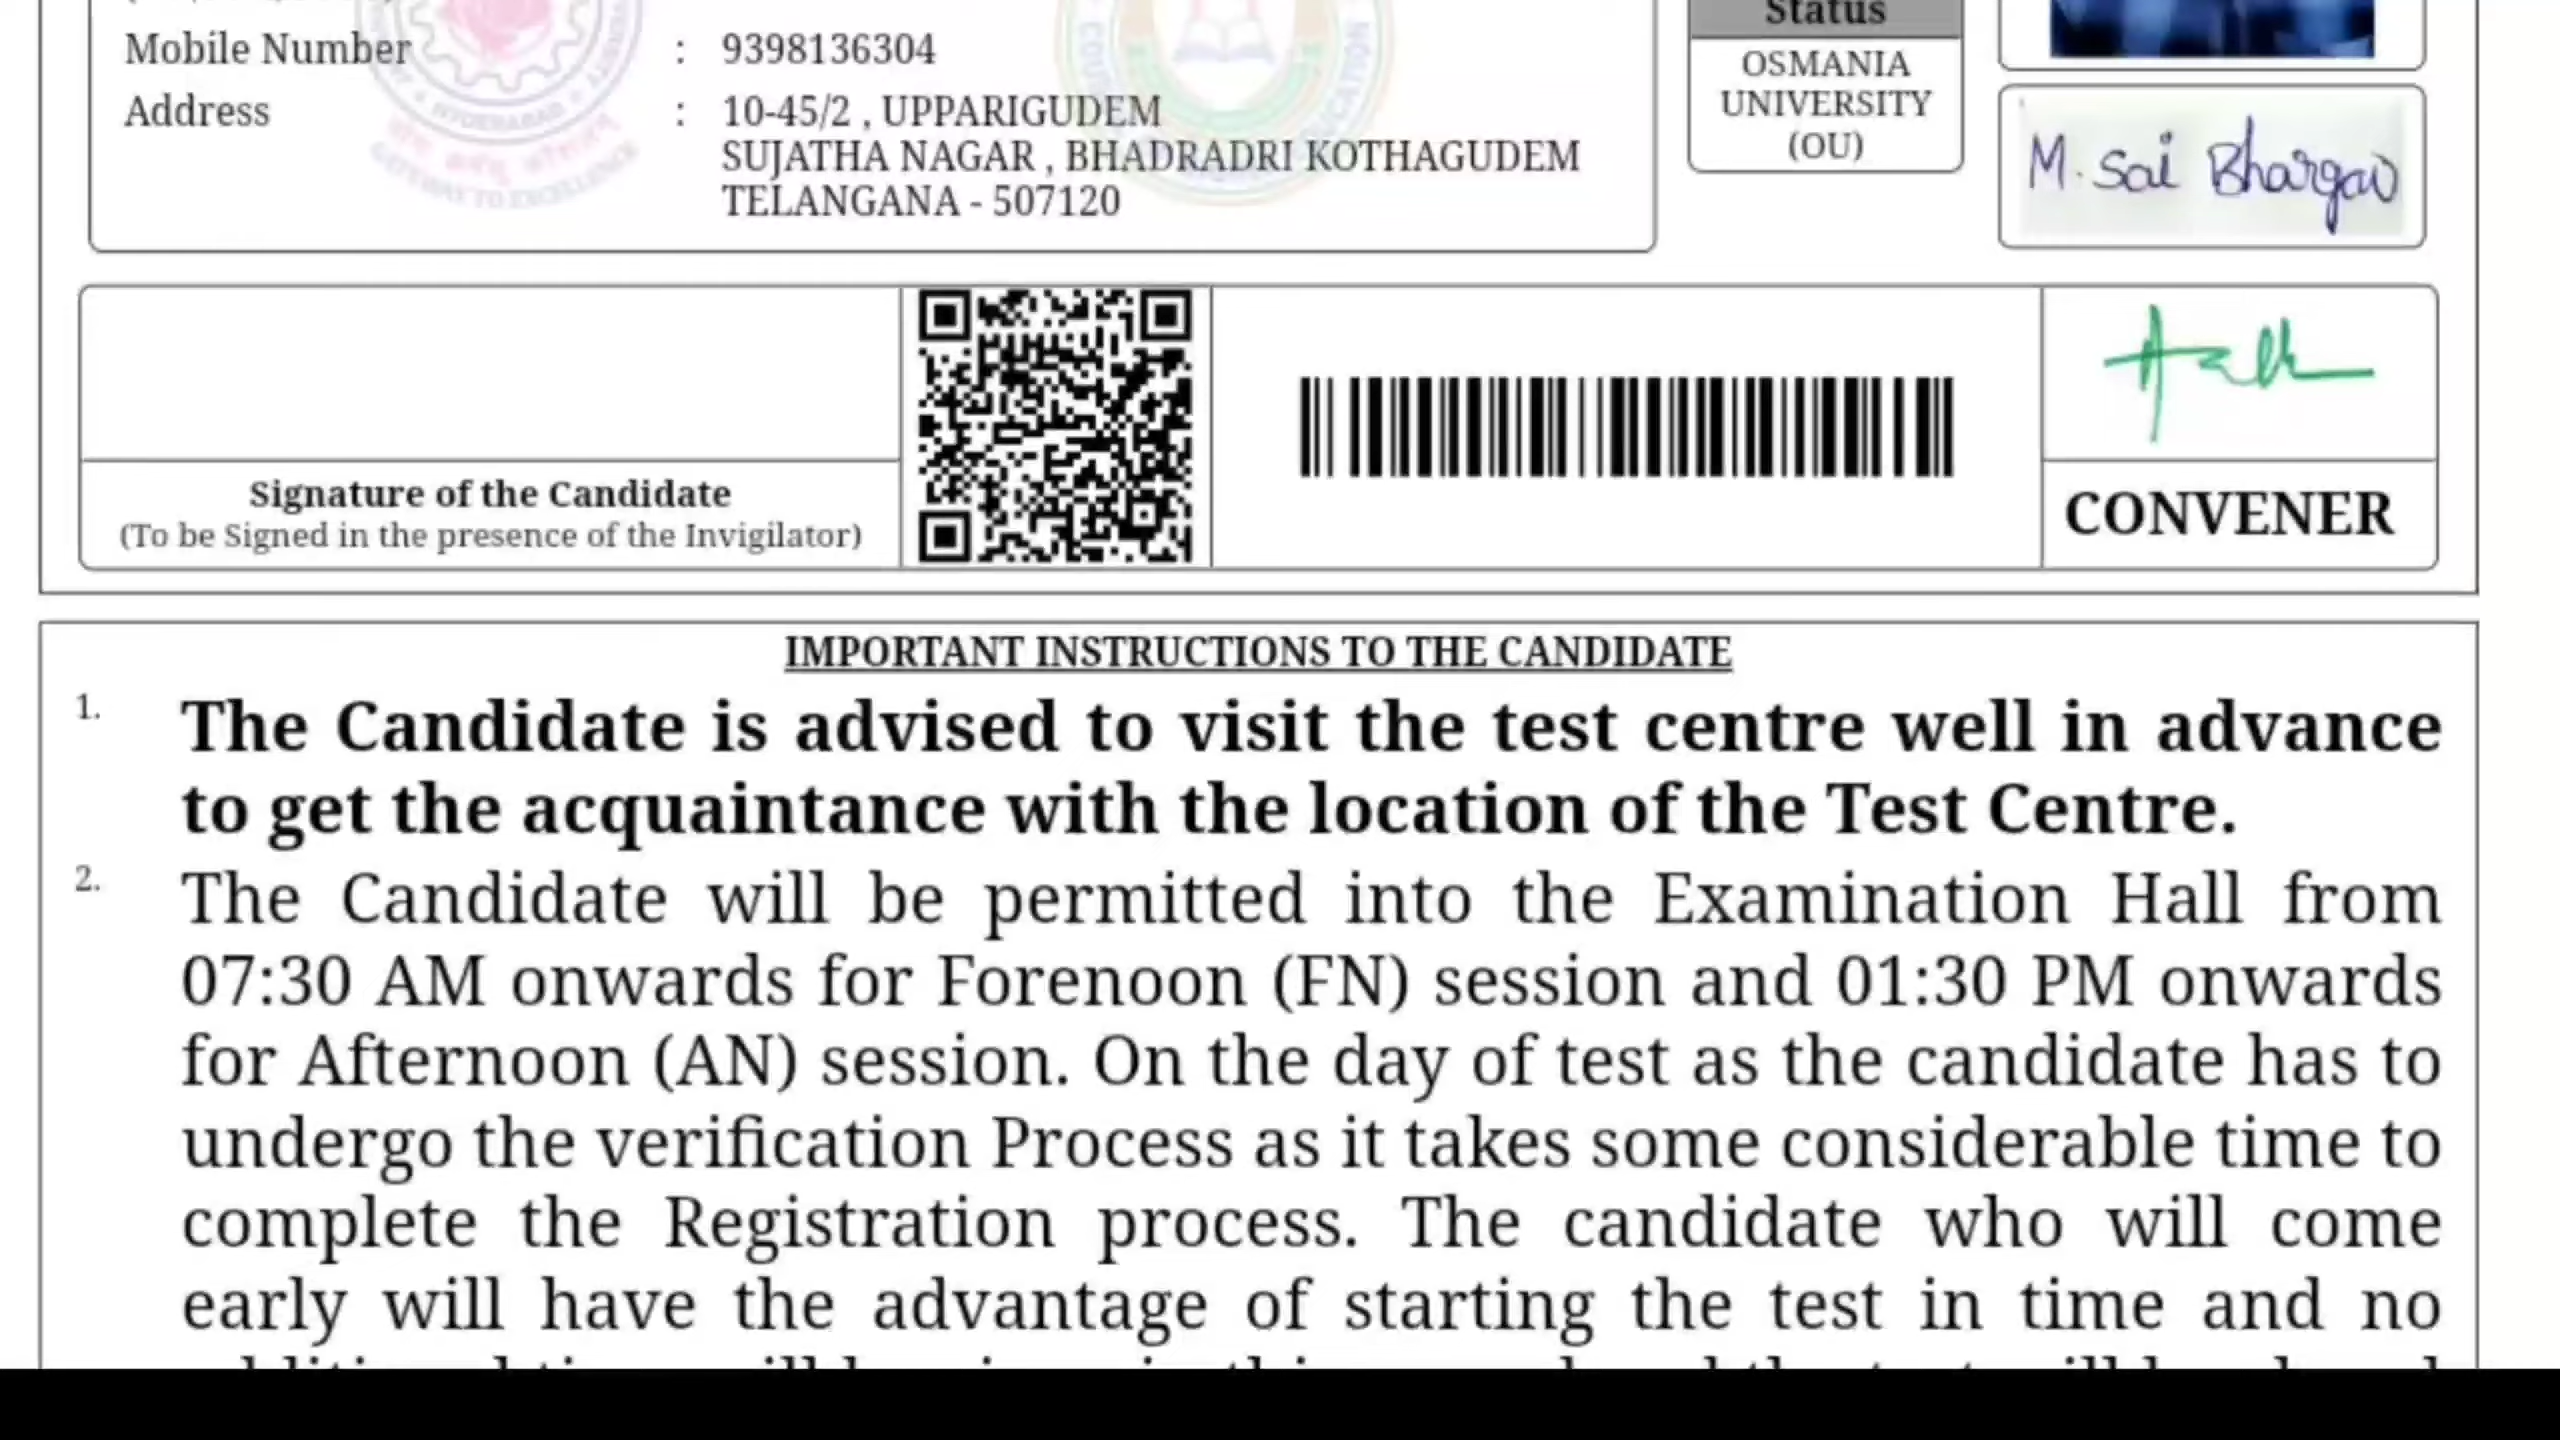 Status
Mobile Number : 9398136304
OSMANIA
UNIVERSITY
(OU)
Address : 10-45/2 , UPPARIGUDEM
SUJATHA NAGAR , BHADRADRI KOTHAGUDEM
TELANGANA - 507120
HYDERABAD
GATEWAY TO EXCELLENCE
M. Sai Bhargav
Signature of the Candidate
(To be Signed in the presence of the Invigilator)
CONVENER
IMPORTANT INSTRUCTIONS TO THE CANDIDATE
1. The Candidate is advised to visit the test centre well in advance
to get the acquaintance with the location of the Test Centre.
2. The Candidate will be permitted into the Examination Hall from
07:30 AM onwards for Forenoon (FN) session and 01:30 PM onwards
for Afternoon (AN) session. On the day of test as the candidate has to
undergo the verification Process as it takes some considerable time to
complete the Registration process. The candidate who will come
early will have the advantage of starting the test in time and no